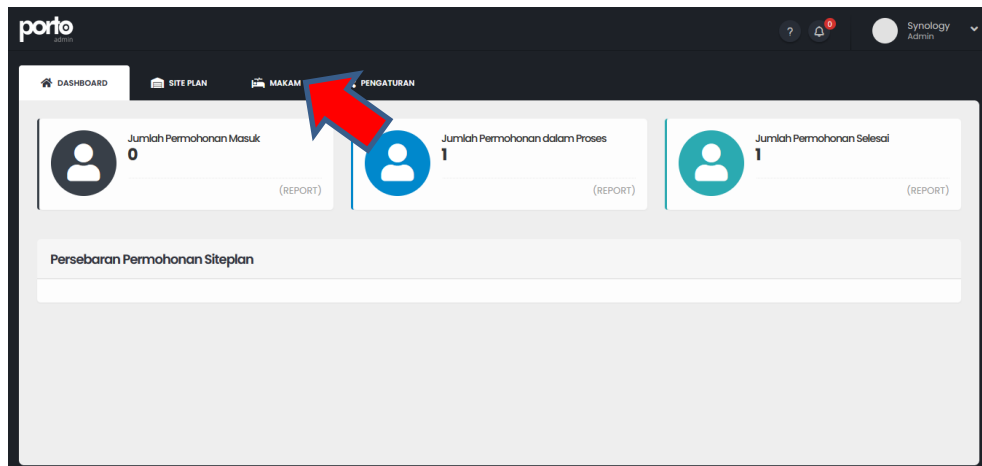 porto
admin
?
0
Synology
Admin
DASHBOARD
SITE PLAN
MAKAM
PENGATURAN
Jumlah Permohonan Masuk
0
(REPORT)
Jumlah Permohonan dalam Proses
1
(REPORT)
Jumlah Permohonan Selesai
1
(REPORT)
Persebaran Permohonan Siteplan